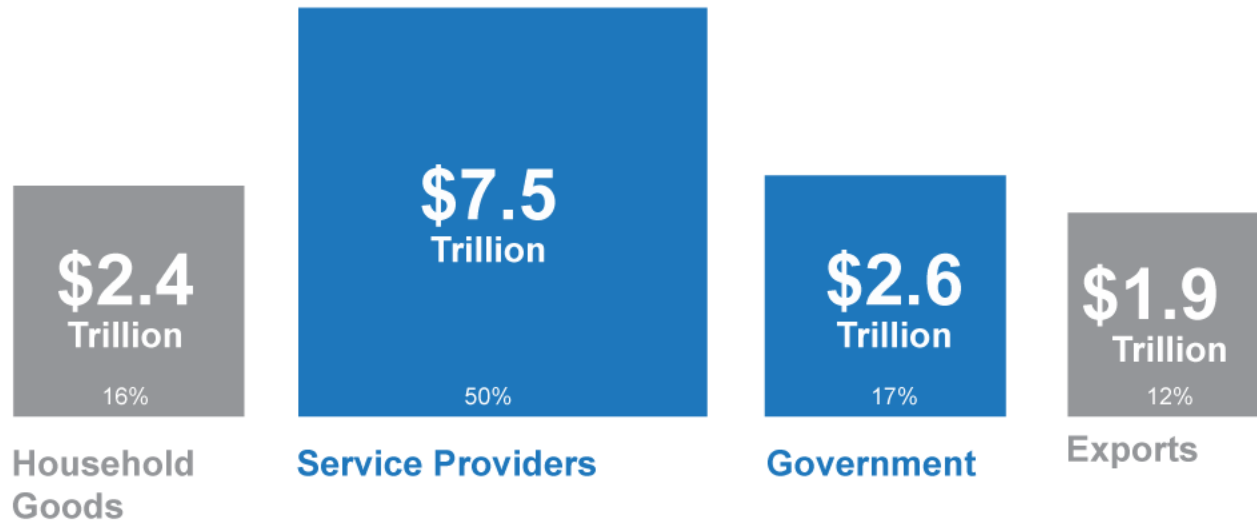 $2.4
Trillion
16%
Household
Goods
$7.5
Trillion
50%
Service Providers
$2.6
Trillion
17%
Government
$1.9
Trillion
12%
Exports